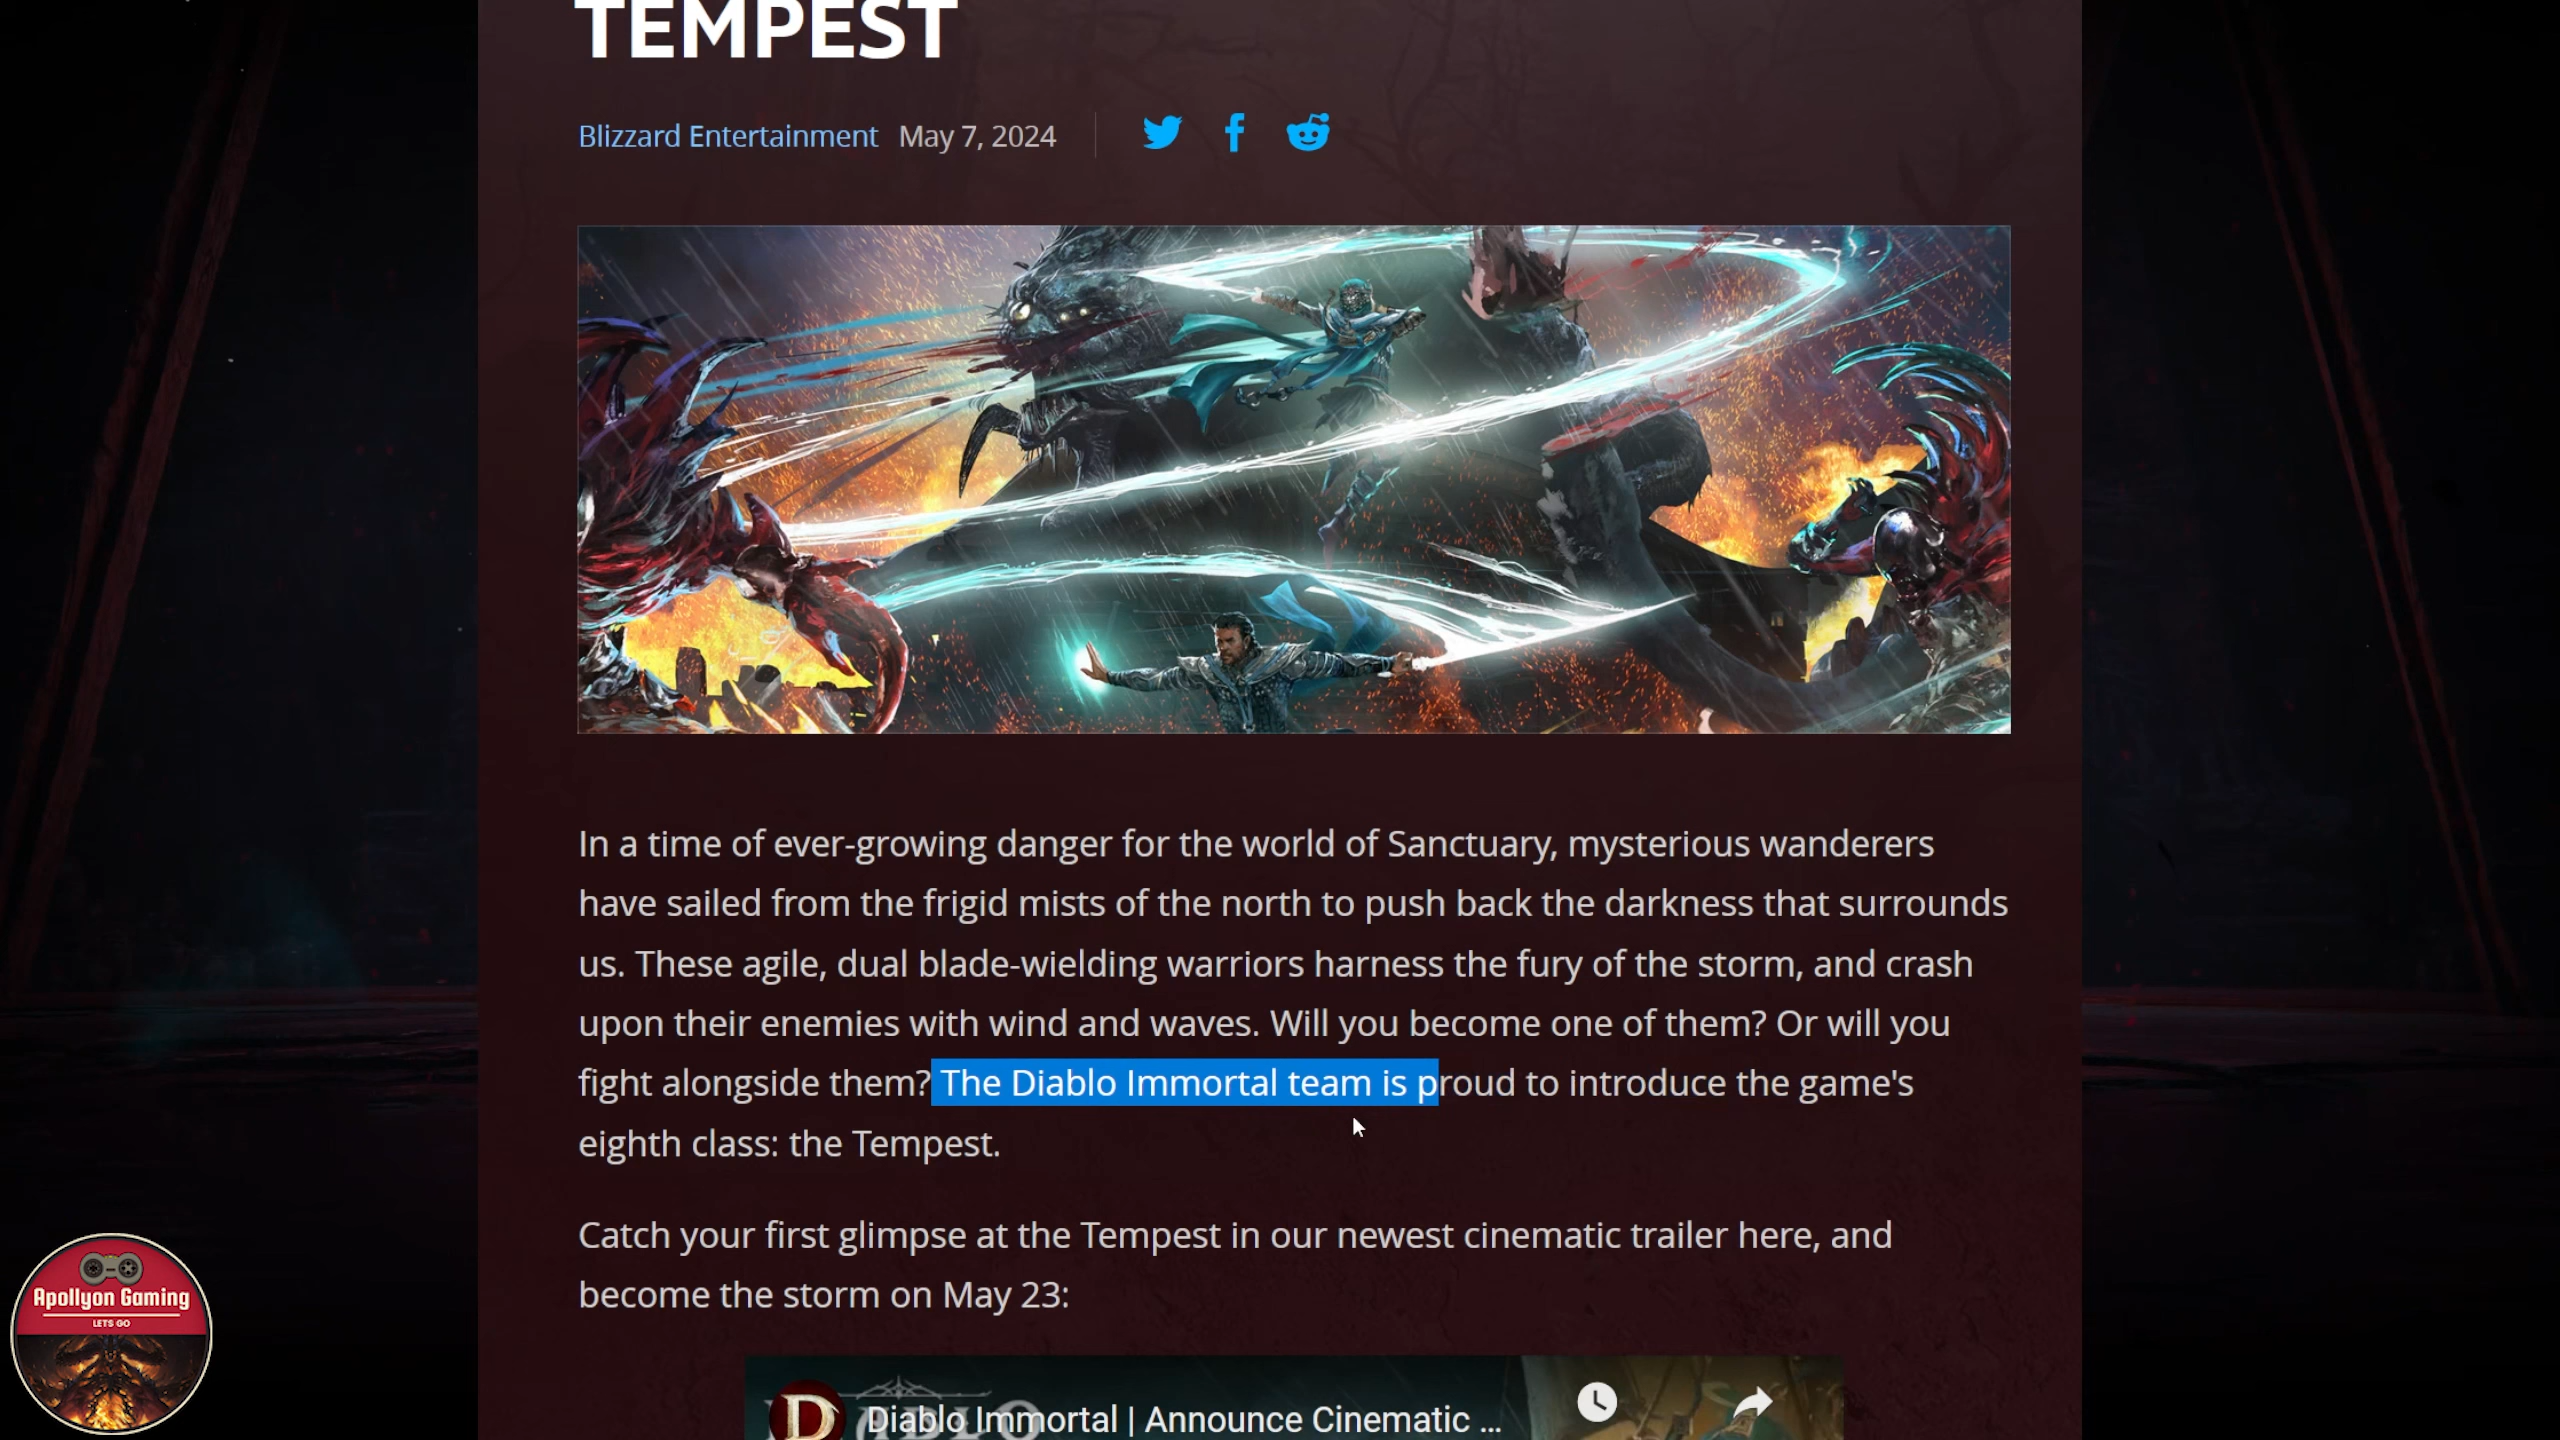 TEMPEST
Blizzard Entertainment May 7, 2024
In a time of ever-growing danger for the world of Sanctuary, mysterious wanderers
have sailed from the frigid mists of the north to push back the darkness that surrounds
us. These agile, dual blade-wielding warriors harness the fury of the storm, and crash
upon their enemies with wind and waves. Will you become one of them? Or will you
fight alongside them? The Diablo Immortal team is proud to introduce the game's
eighth class: the Tempest.
Catch your first glimpse at the Tempest in our newest cinematic trailer here, and
become the storm on May 23:
Apollyon Gaming
LETS GO
D
Diablo Immortal | Announce Cinematic ...
DIABLO